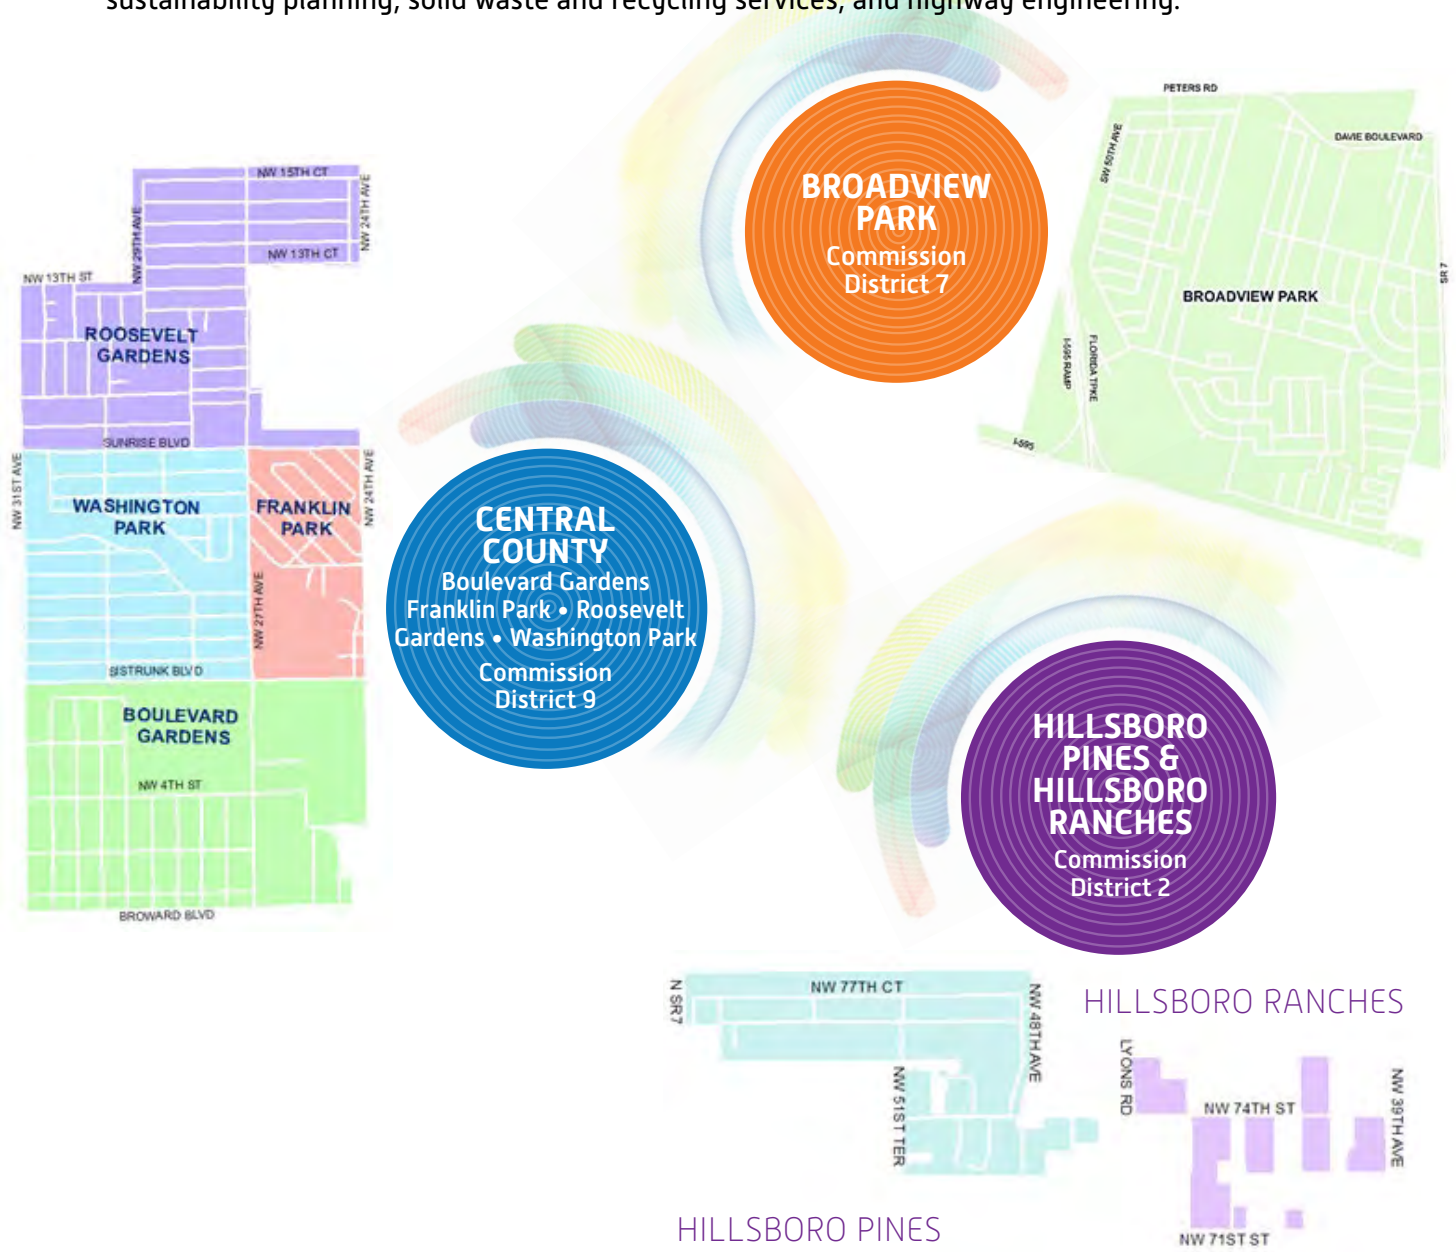 sustainability planning, solid waste and recycling services, and highway engineering.
BROADVIEW
PARK
Commission
District 7
PETERS RD
DAVIE BOULEVARD
SW 50TH AVE
SR 7
BROADVIEW PARK
I-595 RAMP
FLORIDA TPKE
I-595
NW 15TH CT
NW 24TH AVE
NW 29TH AVE
NW 13TH CT
NW 13TH ST
ROOSEVELT
GARDENS
SUNRISE BLVD
NW 31ST AVE
WASHINGTON
PARK
FRANKLIN
PARK
NW 24TH AVE
NW 27TH AVE
SISTRUNK BLVD
BOULEVARD
GARDENS
NW 4TH ST
BROWARD BLVD
CENTRAL
COUNTY
Boulevard Gardens
Franklin Park • Roosevelt
Gardens • Washington Park
Commission
District 9
HILLSBORO
PINES &
HILLSBORO
RANCHES
Commission
District 2
N SR7
NW 77TH CT
NW 48TH AVE
NW 51ST TER
HILLSBORO PINES
HILLSBORO RANCHES
LYONS RD
NW 74TH ST
NW 39TH AVE
NW 71ST ST